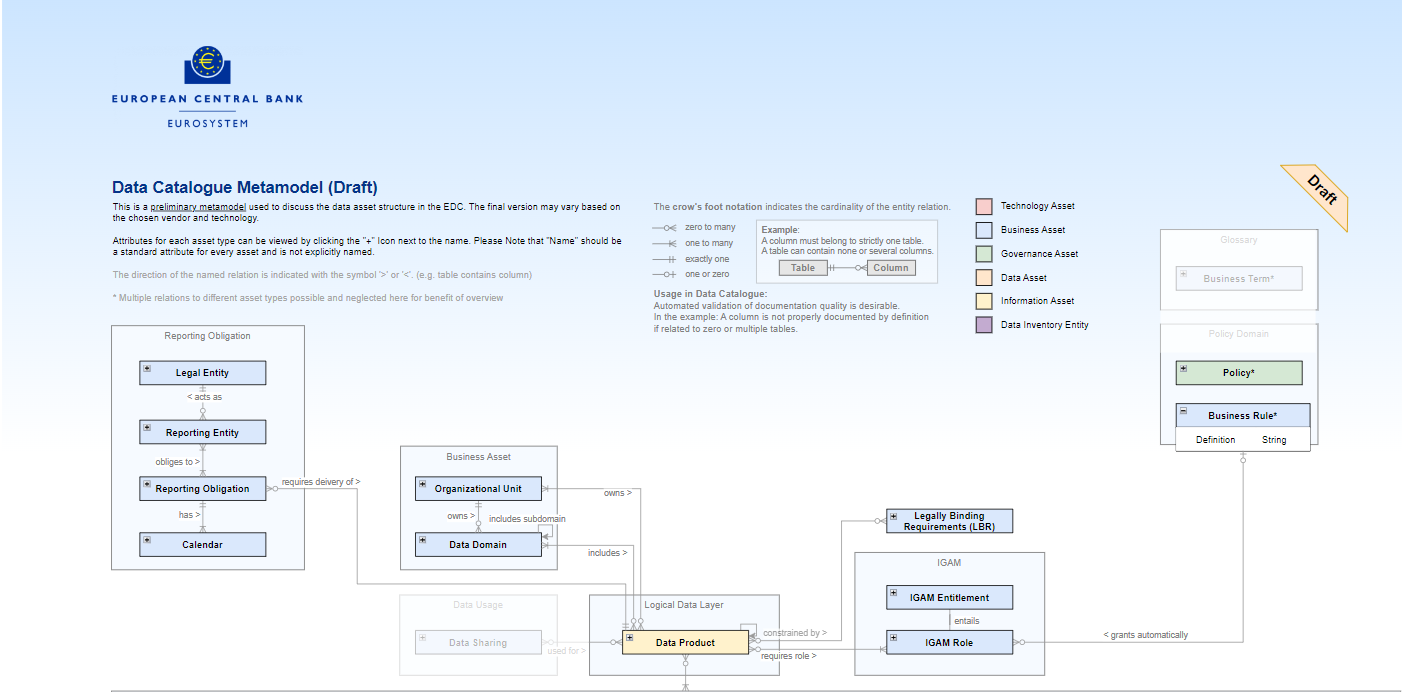 EUROPEAN CENTRAL BANK
EUROSYSTEM
Data Catalogue Metamodel (Draft)
This is a preliminary metamodel used to discuss the data asset structure in the EDC. The final version may vary based on
the chosen vendor and technology.
Attributes for each asset type can be viewed by clicking the "+" Icon next to the name. Please Note that "Name" should be
a standard attribute for every asset and is not explicitly named.
The direction of the named relation is indicated with the symbol '>' or '<'. (e.g. table contains column)
* Multiple relations to different asset types possible and neglected here for benefit of overview
The crow's foot notation indicates the cardinality of the entity relation.
zero to many
one to many
exactly one
one or zero
Example:
A column must belong to strictly one table.
A table can contain none or several columns.
Table
Column
Usage in Data Catalogue:
Automated validation of documentation quality is desirable.
In the example: A column is not properly documented by definition
if related to zero or multiple tables.
Technology Asset
Business Asset
Governance Asset
Data Asset
Information Asset
Data Inventory Entity
Draft
Glossary
Business Term*
Policy Domain
Policy*
Business Rule*
Definition String
Reporting Obligation
Legal Entity
< acts as
Reporting Entity
obliges to >
Reporting Obligation
requires deivery of >
has >
Calendar
Business Asset
Organizational Unit
owns >
owns >
includes subdomain
Data Domain
includes >
Legally Binding
Requirements (LBR)
IGAM
IGAM Entitlement
entails
IGAM Role
< grants automatically
Data Usage
Data Sharing
used for >
Logical Data Layer
Data Product
constrained by >
requires role >